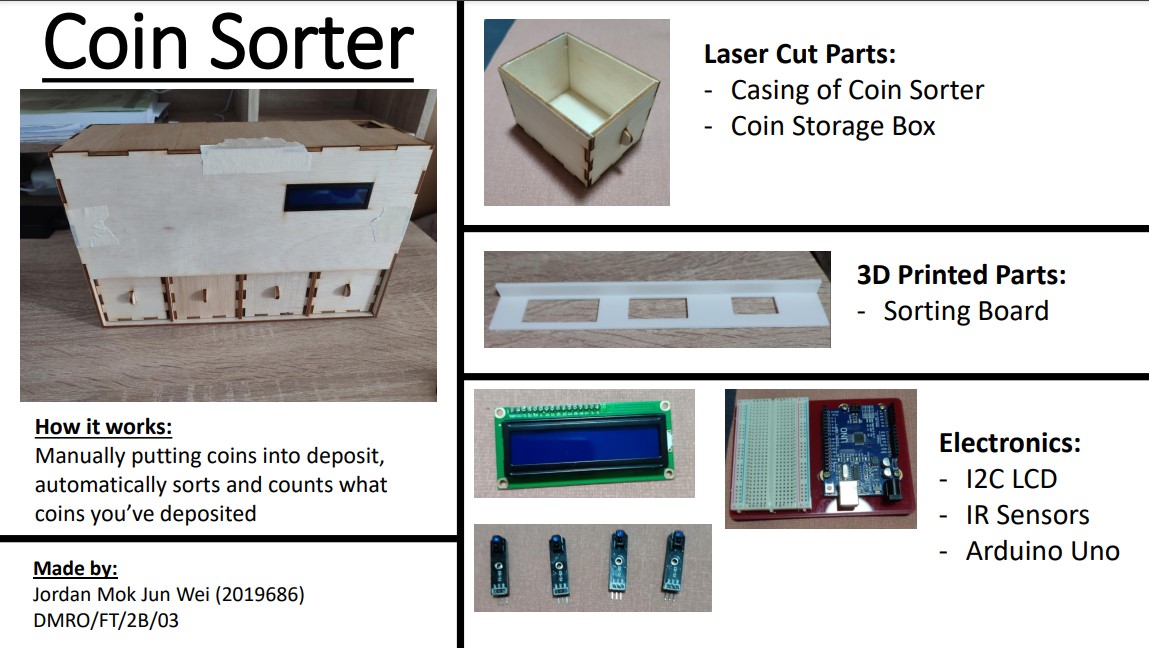 Coin Sorter
How it works:
Manually putting coins into deposit,
automatically sorts and counts what
coins you’ve deposited
Made by:
Jordan Mok Jun Wei (2019686)
DMRO/FT/2B/03
Laser Cut Parts:
- Casing of Coin Sorter
- Coin Storage Box
3D Printed Parts:
- Sorting Board
Electronics:
- I2C LCD
- IR Sensors
- Arduino Uno
UNO